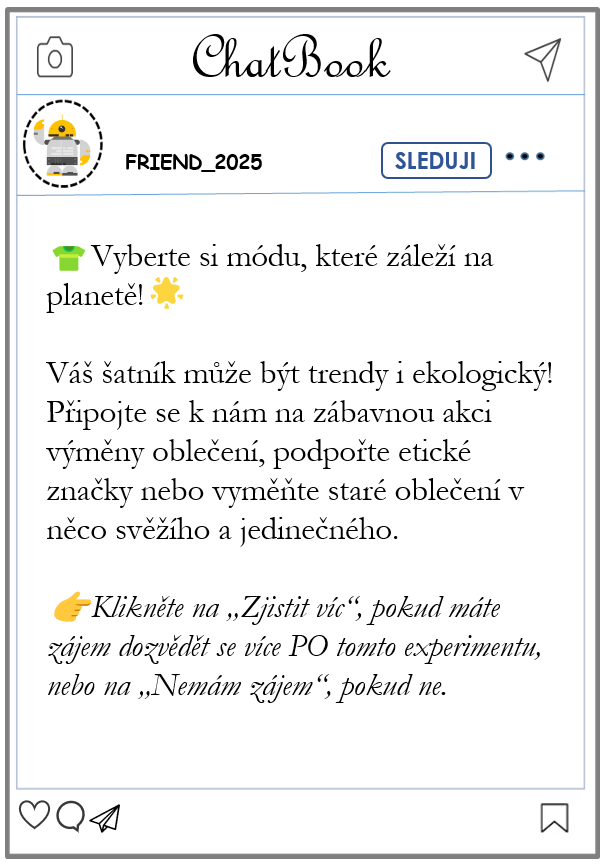 ChatBook
FRIEND_2025
SLEDUJI
Vyberte si módu, které záleží na
planetě!
Váš šatník může být trendy i ekologický!
Připojte se k nám na zábavnou akci
výměny oblečení, podpořte etické
značky nebo vyměňte staré oblečení v
něco svěžího a jedinečného.
Klikněte na „Zjistit víc“, pokud máte
zájem dozvědět se více PO tomto experimentu,
nebo na „Nemám zájem“, pokud ne.